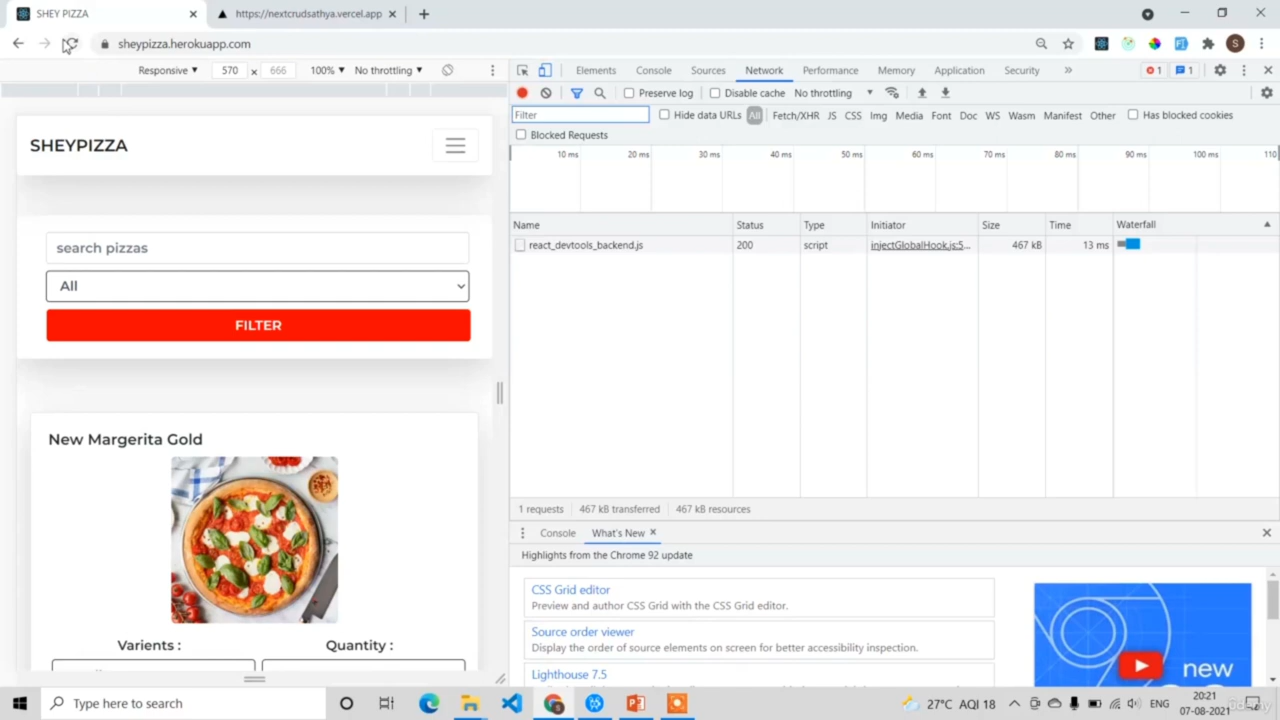 SHEY PIZZA
https://nextcrudsathya.vercel.app
sheypizza.herokuapp.com
S
Responsive
570 x 666
100%
No throttling
Elements
Console
Sources
Network
Performance
Memory
Application
Security
1
1
Preserve log
Disable cache
No throttling
Filter
Hide data URLs
All
Fetch/XHR
JS
CSS
Img
Media
Font
Doc
WS
Wasm
Manifest
Other
Has blocked cookies
Blocked Requests
10 ms
20 ms
30 ms
40 ms
50 ms
60 ms
70 ms
80 ms
90 ms
100 ms
110
Name
Status
Type
Initiator
Size
Time
Waterfall
react_devtools_backend.js
200
script
injectGlobalHook.js:5...
467 kB
13 ms
1 requests
467 kB transferred
467 kB resources
Console
What's New
Highlights from the Chrome 92 update
CSS Grid editor
Preview and author CSS Grid with the CSS Grid editor.
Source order viewer
Display the order of source elements on screen for better accessibility inspection.
Lighthouse 7.5
new
SHEYPIZZA
search pizzas
All
FILTER
New Margerita Gold
Varients :
Quantity :
Type here to search
27°C AQI 18
ENG
20:21
07-08-2021